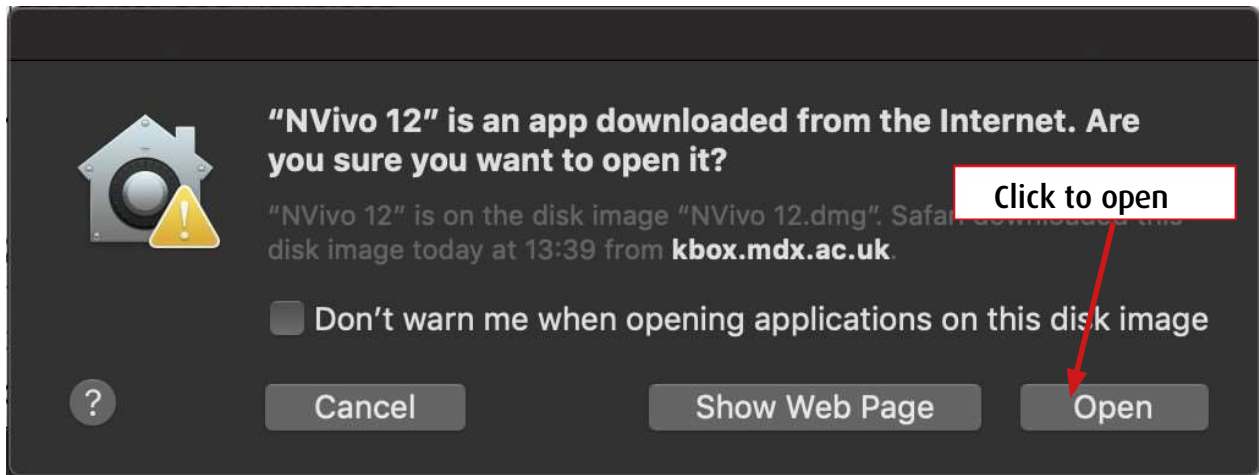 “NVivo 12” is an app downloaded from the Internet. Are
you sure you want to open it?
Click to open
“NVivo 12” is on the disk image “NVivo 12.dmg”. Safari downloaded this
disk image today at 13:39 from kbox.mdx.ac.uk.
Don’t warn me when opening applications on this disk image
?
Cancel
Show Web Page
Open